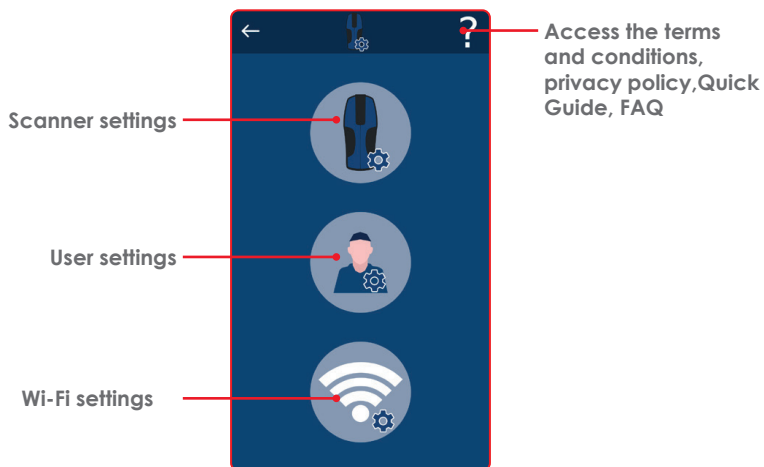 ?
Access the terms
and conditions,
privacy policy,Quick
Guide, FAQ
Scanner settings
User settings
Wi-Fi settings